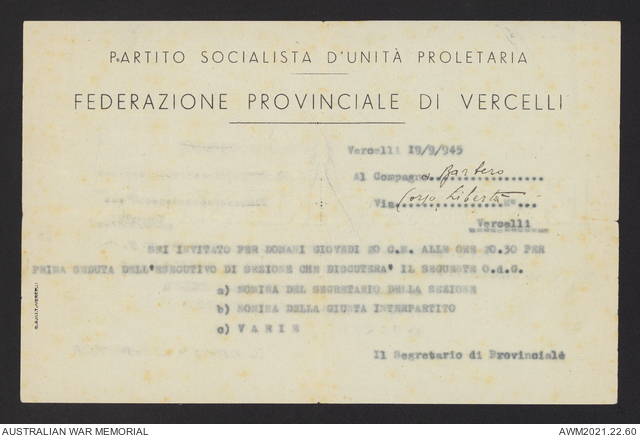 PARTITO SOCIALISTA D'UNITÀ PROLETARIA
FEDERAZIONE PROVINCIALE DI VERCELLI
Vercelli 19/9/945
Al Compagno Barbero
Via Corso Libertà N°
Vercelli
SEI INVITATO PER DOMANI GIOVEDI 20 C.M. ALLE ORE 20.30 PER
PRIMA SEDUTA DELL'ESECUTIVO DI SEZIONE CHE DISCUTERA' IL SEGUENTE O.d.G.
a) NOMINA DEL SEGRETARIO DELLA SEZIONE
b) NOMINA DELLA GIUNTA INTERPARTITO
c) VARIE
Il Segretario di Provinciale
AUSTRALIAN WAR MEMORIAL
AWM2021.22.60